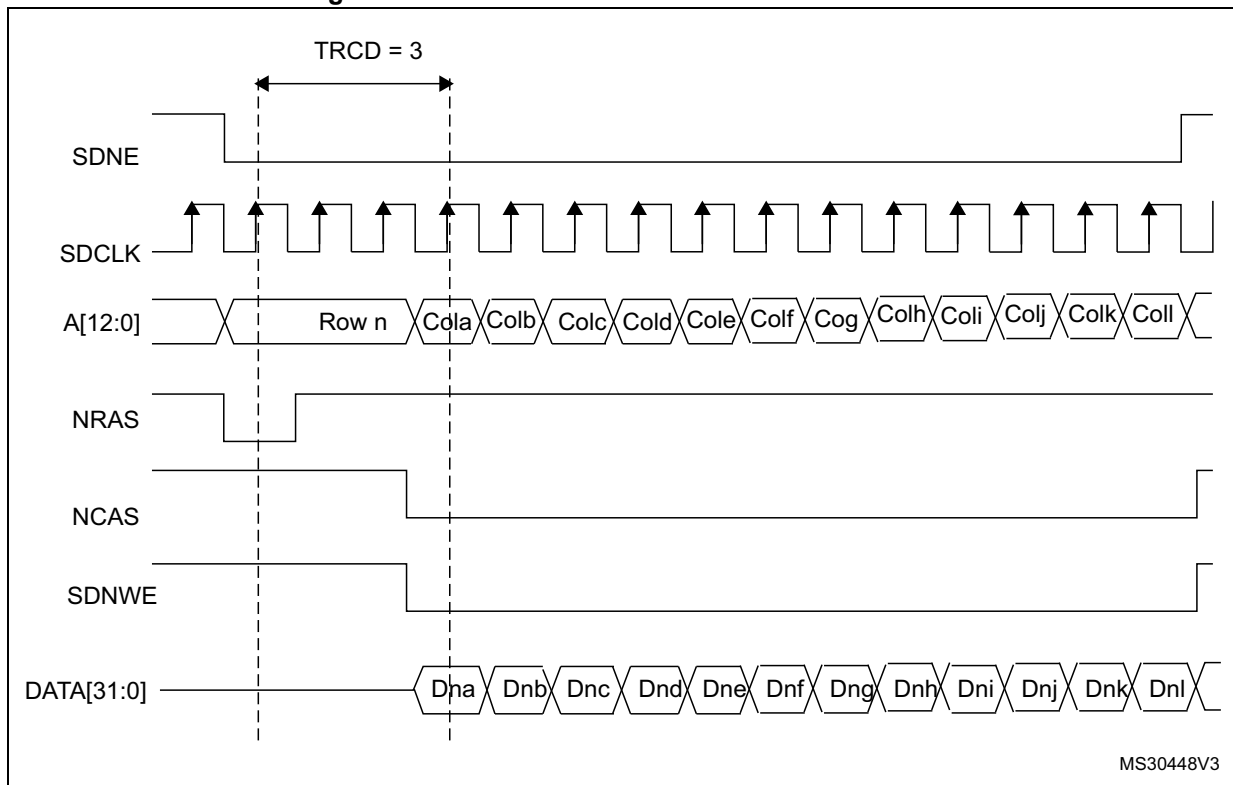 TRCD = 3
SDNE
SDCLK
A[12:0] Row n Cola Colb Colc Cold Cole Colf Cog Colh Coli Colj Colk Coll
NRAS
NCAS
SDNWE
DATA[31:0] Dna Dnb Dnc Dnd Dne Dnf Dng Dnh Dni Dnj Dnk Dnl
MS30448V3